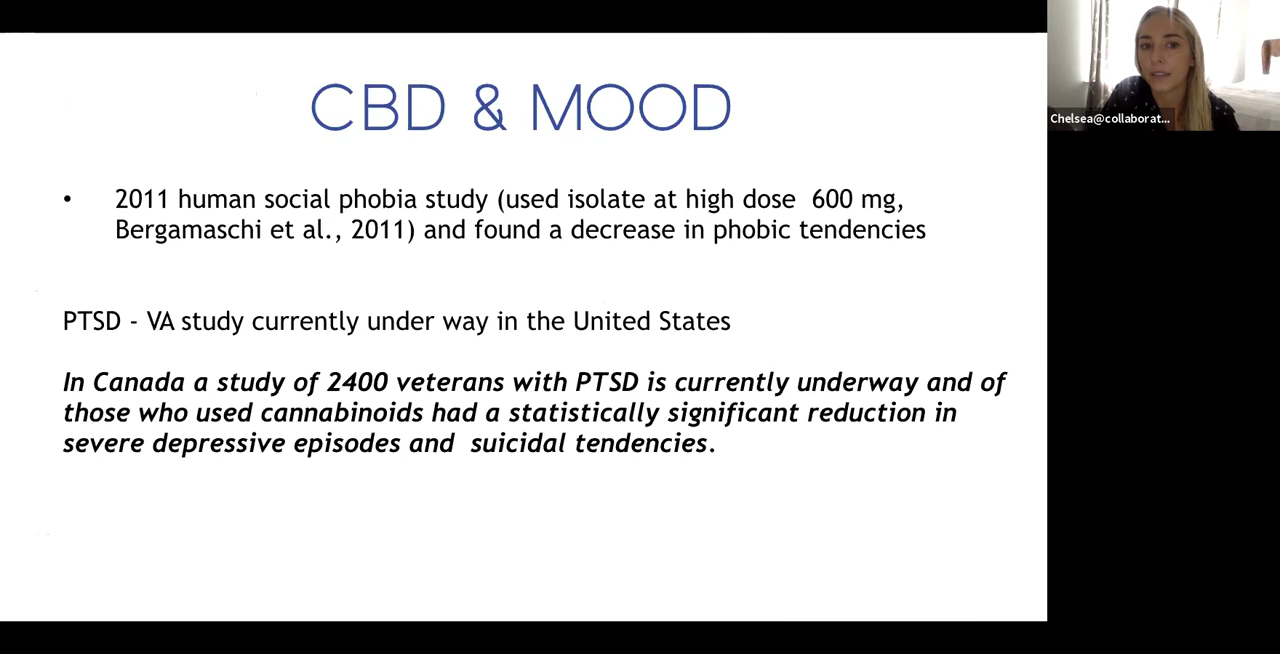 CBD & MOOD
• 2011 human social phobia study (used isolate at high dose  600 mg,
Bergamaschi et al., 2011) and found a decrease in phobic tendencies
PTSD - VA study currently under way in the United States
In Canada a study of 2400 veterans with PTSD is currently underway and of
those who used cannabinoids had a statistically significant reduction in
severe depressive episodes and  suicidal tendencies.
Chelsea@collaborat...